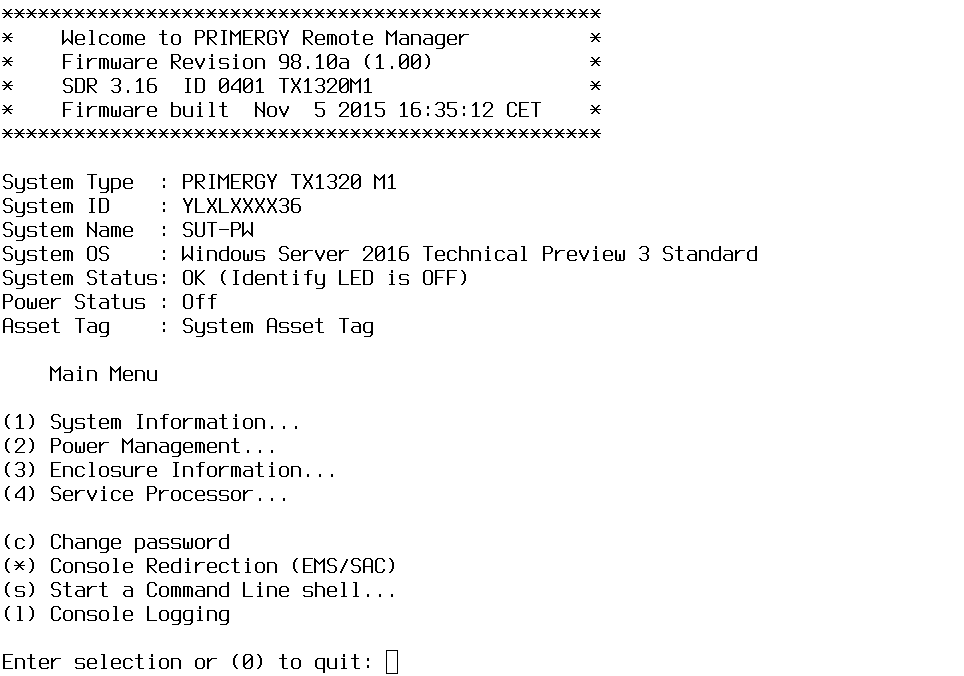 **************************************************
*    Welcome to PRIMERGY Remote Manager          *
*    Firmware Revision 98.10a (1.00)             *
*    SDR 3.16  ID 0401 TX1320M1                  *
*    Firmware built  Nov  5 2015 16:35:12 CET    *
**************************************************
System Type  : PRIMERGY TX1320 M1
System ID    : YLXLXXXX36
System Name  : SUT-PW
System OS    : Windows Server 2016 Technical Preview 3 Standard
System Status: OK (Identify LED is OFF)
Power Status : Off
Asset Tag    : System Asset Tag
    Main Menu
(1) System Information...
(2) Power Management...
(3) Enclosure Information...
(4) Service Processor...
(c) Change password
(*) Console Redirection (EMS/SAC)
(s) Start a Command Line shell...
(l) Console Logging
Enter selection or (0) to quit: